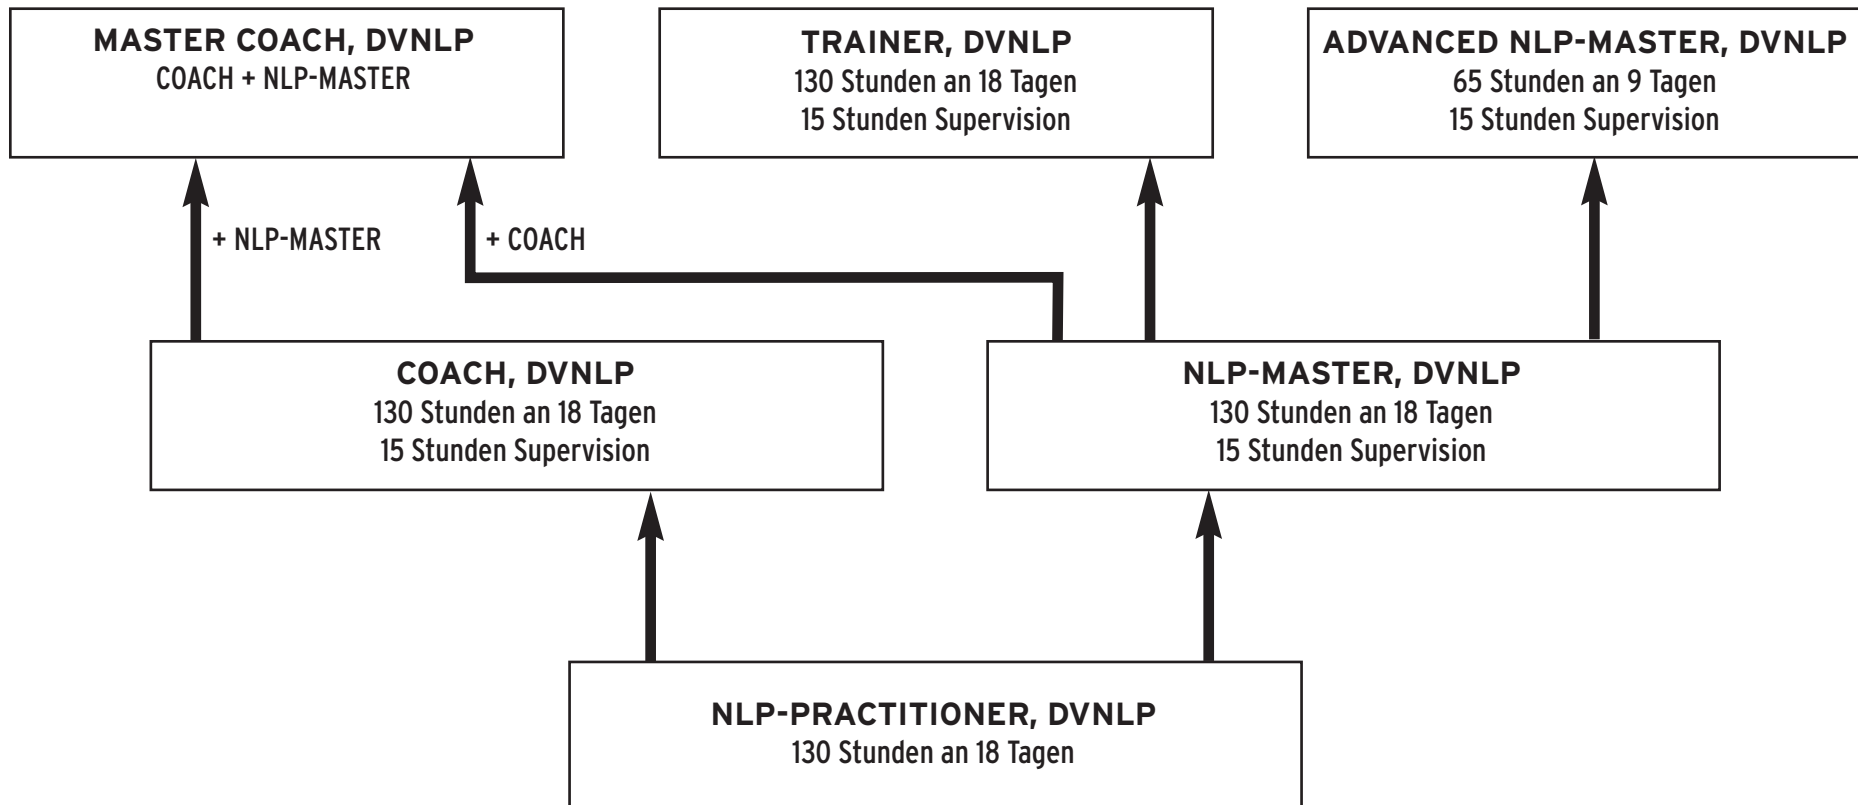 MASTER COACH, DVNLP
COACH + NLP-MASTER
TRAINER, DVNLP
130 Stunden an 18 Tagen
15 Stunden Supervision
ADVANCED NLP-MASTER, DVNLP
65 Stunden an 9 Tagen
15 Stunden Supervision
+ NLP-MASTER
+ COACH
COACH, DVNLP
130 Stunden an 18 Tagen
15 Stunden Supervision
NLP-MASTER, DVNLP
130 Stunden an 18 Tagen
15 Stunden Supervision
NLP-PRACTITIONER, DVNLP
130 Stunden an 18 Tagen